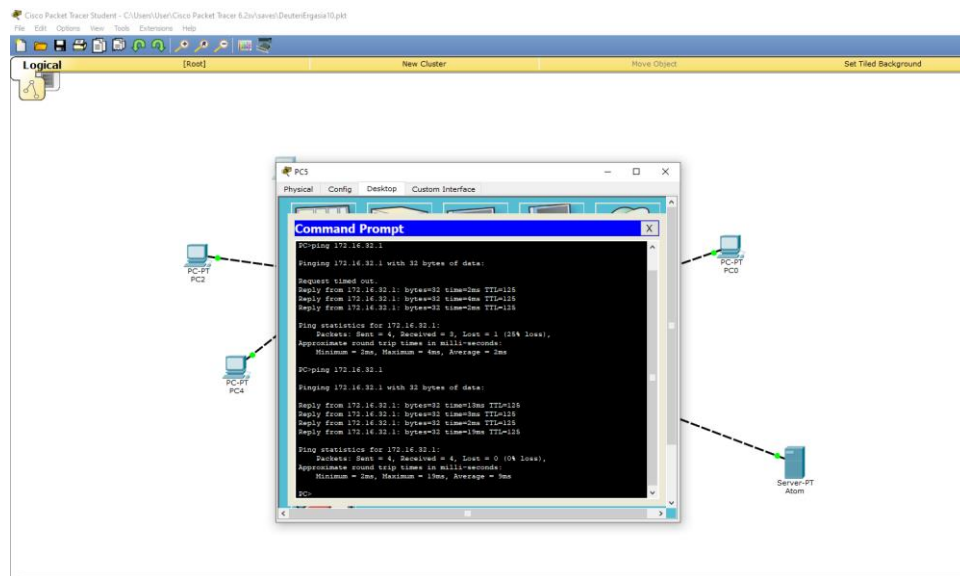 Cisco Packet Tracer Student - C:\Users\User\Cisco Packet Tracer 6.2sv\saves\DeuteriErgasia10.pkt
File Edit Options View Tools Extensions Help
Logical [Root] New Cluster Move Object Set Tiled Background
PC5
Physical Config Desktop Custom Interface
Command Prompt X
PC>ping 172.16.32.1
Pinging 172.16.32.1 with 32 bytes of data:
Request timed out.
Reply from 172.16.32.1: bytes=32 time=2ms TTL=125
Reply from 172.16.32.1: bytes=32 time=4ms TTL=125
Reply from 172.16.32.1: bytes=32 time=2ms TTL=125
Ping statistics for 172.16.32.1:
Packets: Sent = 4, Received = 3, Lost = 1 (25% loss),
Approximate round trip times in milli-seconds:
Minimum = 2ms, Maximum = 4ms, Average = 2ms
PC>ping 172.16.32.1
Pinging 172.16.32.1 with 32 bytes of data:
Reply from 172.16.32.1: bytes=32 time=13ms TTL=125
Reply from 172.16.32.1: bytes=32 time=3ms TTL=125
Reply from 172.16.32.1: bytes=32 time=2ms TTL=125
Reply from 172.16.32.1: bytes=32 time=19ms TTL=125
Ping statistics for 172.16.32.1:
Packets: Sent = 4, Received = 4, Lost = 0 (0% loss),
Approximate round trip times in milli-seconds:
Minimum = 2ms, Maximum = 19ms, Average = 9ms
PC>
PC-PT
PC2
PC-PT
PC0
PC-PT
PC4
Server-PT
Atom